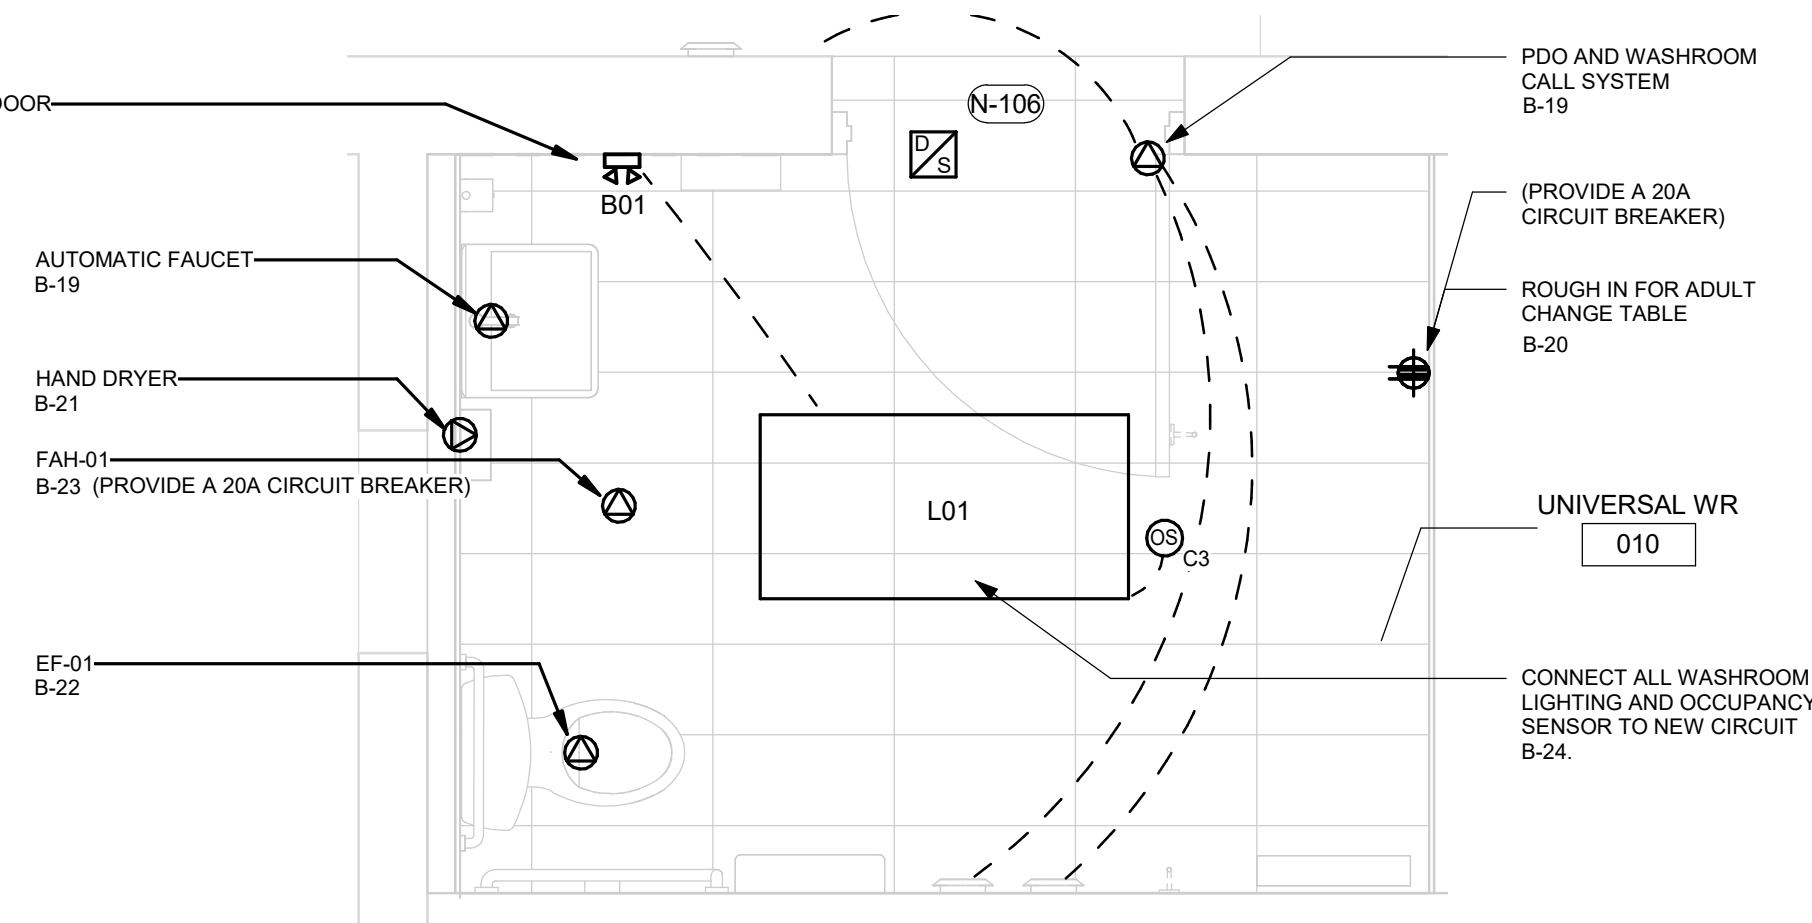 PDO AND WASHROOM
CALL SYSTEM
B-19
N-106
D
S
B01
(PROVIDE A 20A
CIRCUIT BREAKER)
AUTOMATIC FAUCET
B-19
ROUGH IN FOR ADULT
CHANGE TABLE
B-20
HAND DRYER
B-21
FAH-01
B-23 (PROVIDE A 20A CIRCUIT BREAKER)
L01
OS
C3
UNIVERSAL WR
010
EF-01
B-22
CONNECT ALL WASHROOM
LIGHTING AND OCCUPANCY
SENSOR TO NEW CIRCUIT
B-24.